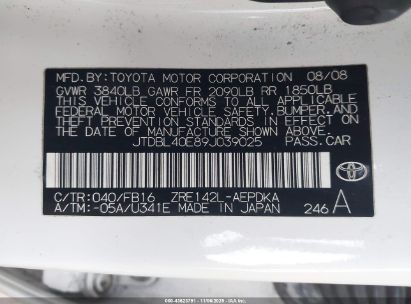 MFD.BY:TOYOTA MOTOR CORPORATION 08/08
GVWR 3840LB GAWR FR 2090LB RR 1850LB
THIS VEHICLE CONFORMS TO ALL APPLICABLE
FEDERAL MOTOR VEHICLE SAFETY, BUMPER, AND
THEFT PREVENTION STANDARDS IN EFFECT ON
THE DATE OF MANUFACTURE SHOWN ABOVE.
JTDBL40E89J039025 PASS.CAR
C/TR:040/FB16 ZRE142L-AEPDKA
A/TM:-05A/U341E MADE IN JAPAN 246 A
TOYOTA